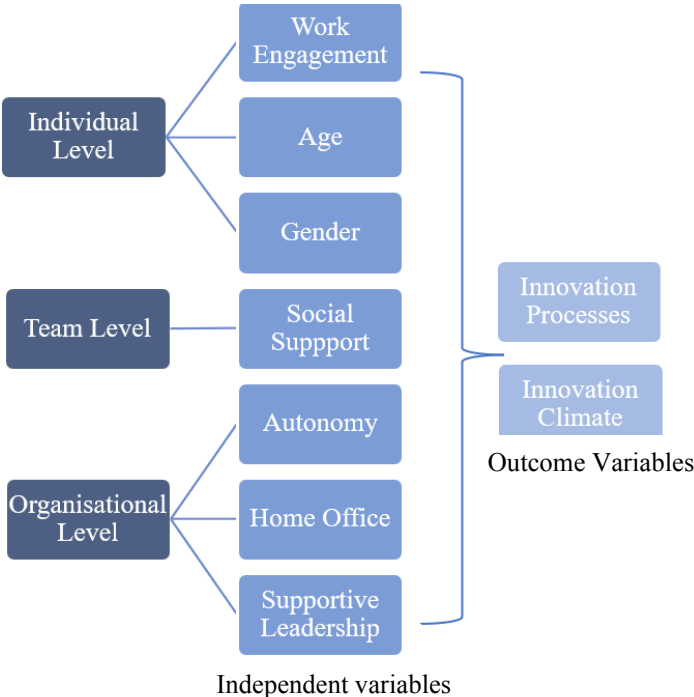 Work
Engagement
Individual
Level
Age
Gender
Team Level
Social
Suppport
Autonomy
Organisational
Level
Home Office
Supportive
Leadership
Independent variables
Innovation
Processes
Innovation
Climate
Outcome Variables